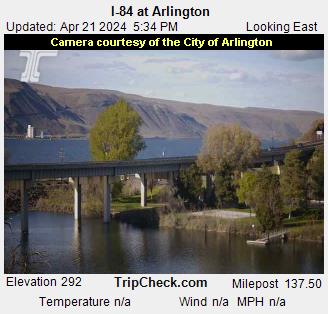 I-84 at Arlington
Updated: Apr 21 2024 5:34 PM Looking East
Camera courtesy of the City of Arlington
Elevation 292 TripCheck.com Milepost 137.50
Temperature n/a Wind n/a MPH n/a